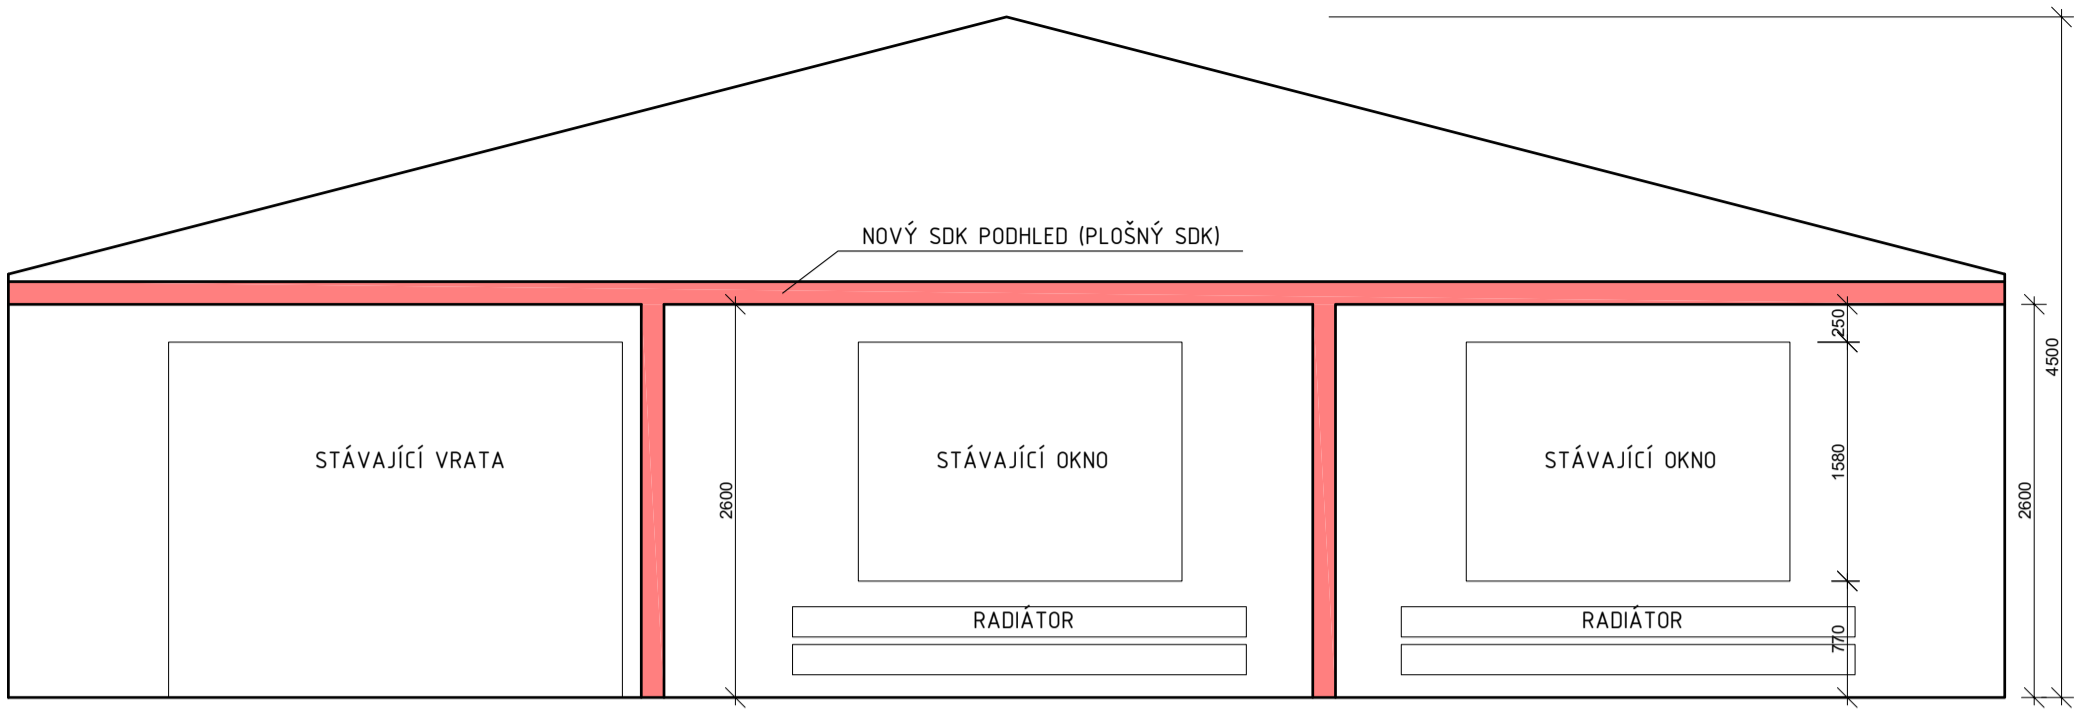 NOVÝ SDK PODHLED (PLOŠNÝ SDK)
250
4500
STÁVAJÍCÍ VRATA
STÁVAJÍCÍ OKNO
STÁVAJÍCÍ OKNO
1580
2600
2600
RADIÁTOR
RADIÁTOR
770